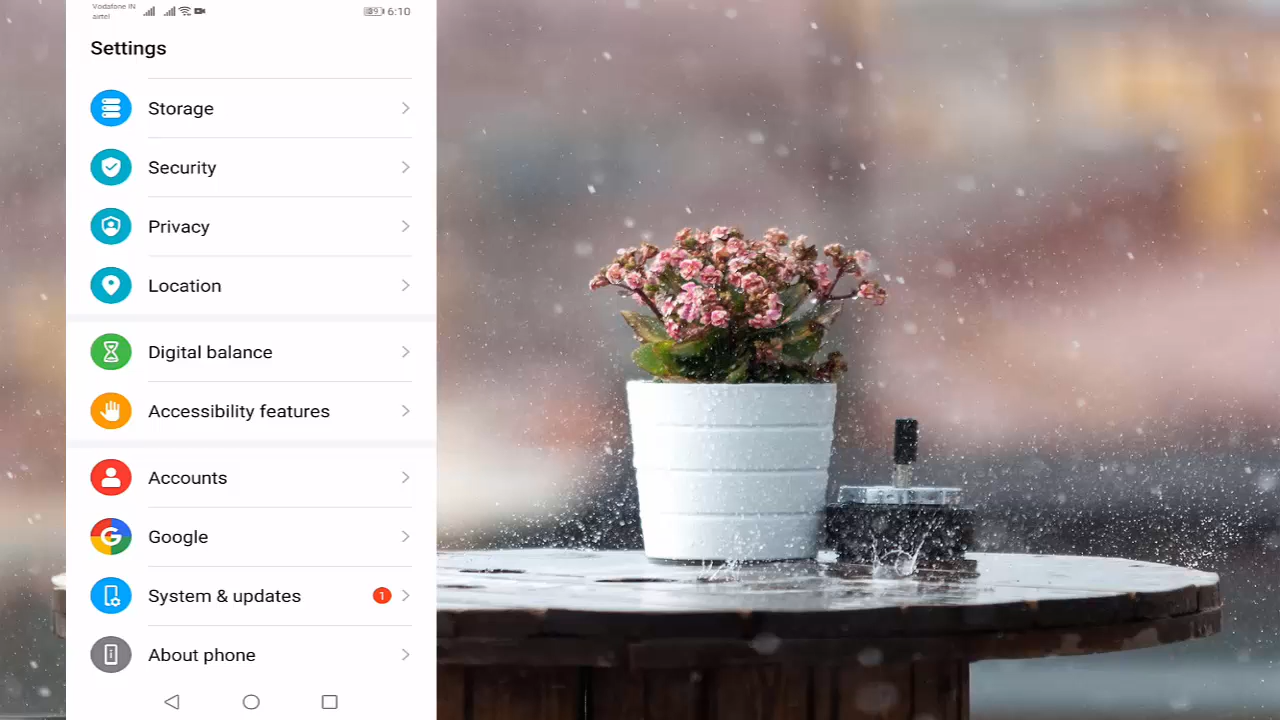 Vodafone IN
airtel
89 6:10
Settings
Storage
Security
Privacy
Location
Digital balance
Accessibility features
Accounts
Google
System & updates 1
About phone